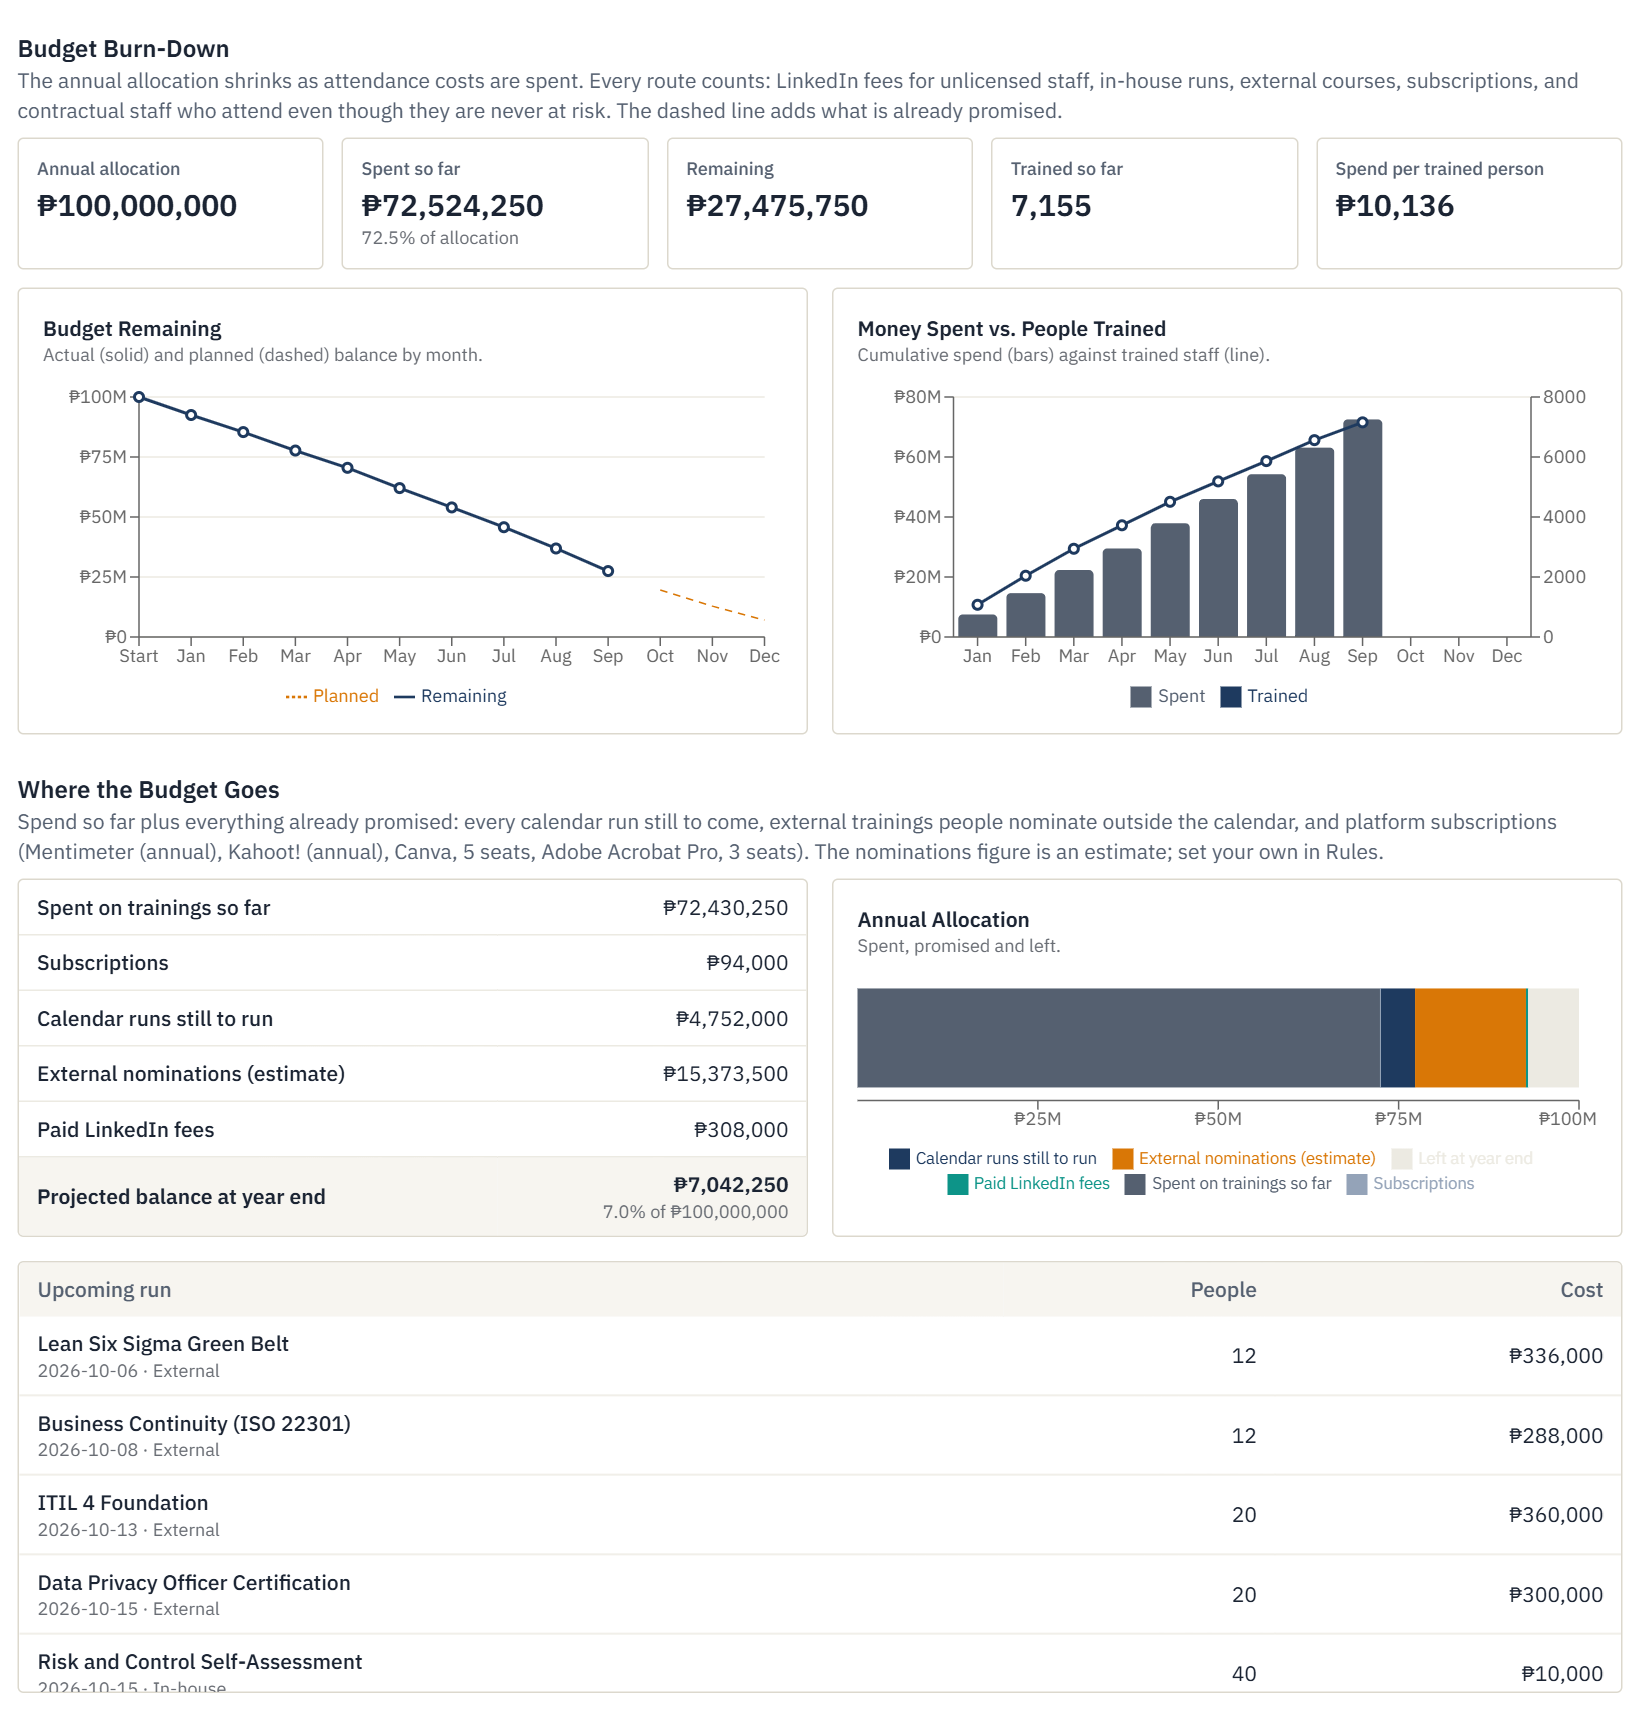 Budget Burn-Down
The annual allocation shrinks as attendance costs are spent. Every route counts: LinkedIn fees for unlicensed staff, in-house runs, external courses, subscriptions, and
contractual staff who attend even though they are never at risk. The dashed line adds what is already promised.
Annual allocation
₱100,000,000
Spent so far
₱72,524,250
72.5% of allocation
Remaining
₱27,475,750
Trained so far
7,155
Spend per trained person
₱10,136
Budget Remaining
Actual (solid) and planned (dashed) balance by month.
₱100M
₱75M
₱50M
₱25M
₱0
Start Jan Feb Mar Apr May Jun Jul Aug Sep Oct Nov Dec
Planned Remaining
Money Spent vs. People Trained
Cumulative spend (bars) against trained staff (line).
₱80M 8000
₱60M 6000
₱40M 4000
₱20M 2000
₱0 0
Jan Feb Mar Apr May Jun Jul Aug Sep Oct Nov Dec
Spent Trained
Where the Budget Goes
Spend so far plus everything already promised: every calendar run still to come, external trainings people nominate outside the calendar, and platform subscriptions
(Mentimeter (annual), Kahoot! (annual), Canva, 5 seats, Adobe Acrobat Pro, 3 seats). The nominations figure is an estimate; set your own in Rules.
Spent on trainings so far ₱72,430,250
Subscriptions ₱94,000
Calendar runs still to run ₱4,752,000
External nominations (estimate) ₱15,373,500
Paid LinkedIn fees ₱308,000
Projected balance at year end ₱7,042,250
7.0% of ₱100,000,000
Annual Allocation
Spent, promised and left.
₱25M ₱50M ₱75M ₱100M
Calendar runs still to run External nominations (estimate) Left at year end
Paid LinkedIn fees Spent on trainings so far Subscriptions
Upcoming run People Cost
Lean Six Sigma Green Belt 12 ₱336,000
2026-10-06 · External
Business Continuity (ISO 22301) 12 ₱288,000
2026-10-08 · External
ITIL 4 Foundation 20 ₱360,000
2026-10-13 · External
Data Privacy Officer Certification 20 ₱300,000
2026-10-15 · External
Risk and Control Self-Assessment 40 ₱10,000
2026-10-15 · In-house